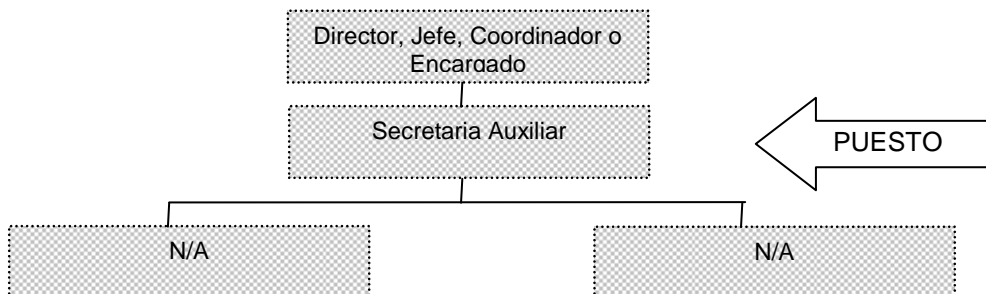 Director, Jefe, Coordinador o
Encargado
Secretaria Auxiliar
PUESTO
N/A
N/A